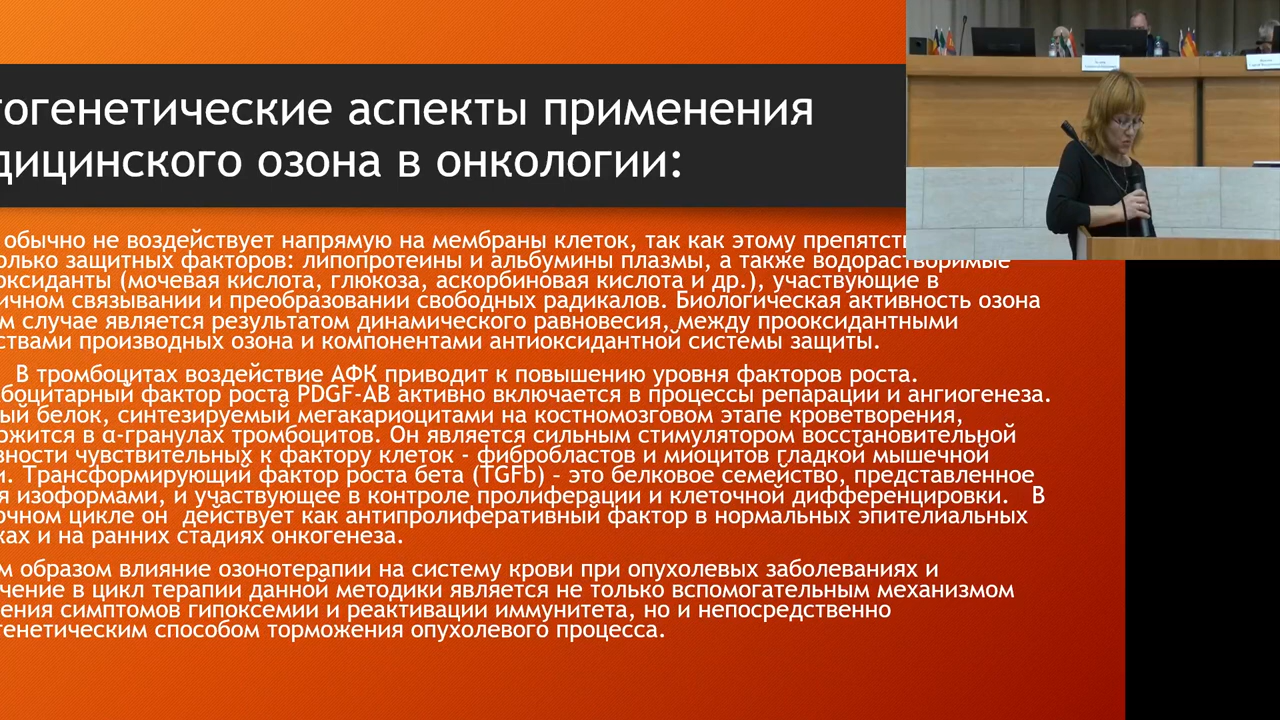 тогенетические аспекты применения
дицинского озона в онкологии:
обычно не воздействует напрямую на мембраны клеток, так как этому препятств
олько защитных факторов: липопротеины и альбумины плазмы, а также водорастворимые
оксиданты (мочевая кислота, глюкоза, аскорбиновая кислота и др.), участвующие в
ичном связывании и преобразовании свободных радикалов. Биологическая активность озона
м случае является результатом динамического равновесия, между прооксидантными
ствами производных озона и компонентами антиоксидантной системы защиты.
В тромбоцитах воздействие АФК приводит к повышению уровня факторов роста.
боцитарный фактор роста PDGF-AB активно включается в процессы репарации и ангиогенеза.
ый белок, синтезируемый мегакариоцитами на костномозговом этапе кроветворения,
ржится в α-гранулах тромбоцитов. Он является сильным стимулятором восстановительной
вности чувствительных к фактору клеток - фибробластов и миоцитов гладкой мышечной
и. Трансформирующий фактор роста бета (TGFb) – это белковое семейство, представленное
я изоформами, и участвующее в контроле пролиферации и клеточной дифференцировки. В
очном цикле он действует как антипролиферативный фактор в нормальных эпителиальных
ках и на ранних стадиях онкогенеза.
м образом влияние озонотерапии на систему крови при опухолевых заболеваниях и
чение в цикл терапии данной методики является не только вспомогательным механизмом
ения симптомов гипоксемии и реактивации иммунитета, но и непосредственно
генетическим способом торможения опухолевого процесса.